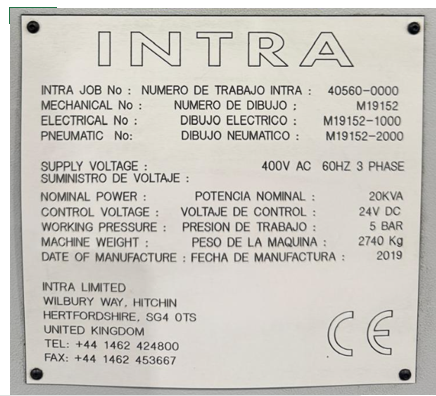 INTRA
INTRA JOB No : NUMERO DE TRABAJO INTRA : 40560-0000
MECHANICAL No : NUMERO DE DIBUJO ; M19152
ELECTRICAL No : DIBUJO ELECTRICO : M19152-1000
PNEUMATIC No: DIBUJO NEUMATICO : M19152-2000
SUPPLY VOLTAGE : 400V AC 60HZ 3 PHASE
SUMINISTRO DE VOLTAJE :
NOMINAL POWER : POTENCIA NOMINAL : 20KVA
CONTROL VOLTAGE : VOLTAJE DE CONTROL : 24V DC
WORKING PRESSURE : PRESION DE TRABAJO : 5 BAR
MACHINE WEIGHT : PESO DE LA MAQUINA : 2740 Kg
DATE OF MANUFACTURE : FECHA DE MANUFACTURA : 2019
INTRA LIMITED
WILBURY WAY, HITCHIN
HERTFORDSHIRE, SG4 0TS
UNITED KINGDOM
TEL: +44 1462 424800
FAX: +44 1462 453667
CE